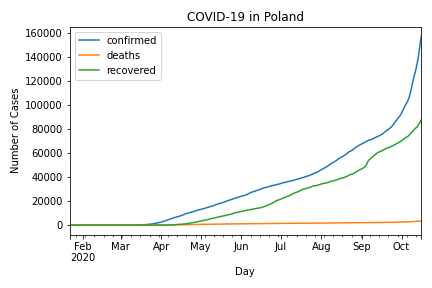 COVID-19 in Poland
confirmed
deaths
recovered
Number of Cases
160000
140000
120000
100000
80000
60000
40000
20000
0
Feb Mar Apr May Jun Jul Aug Sep Oct
2020
Day